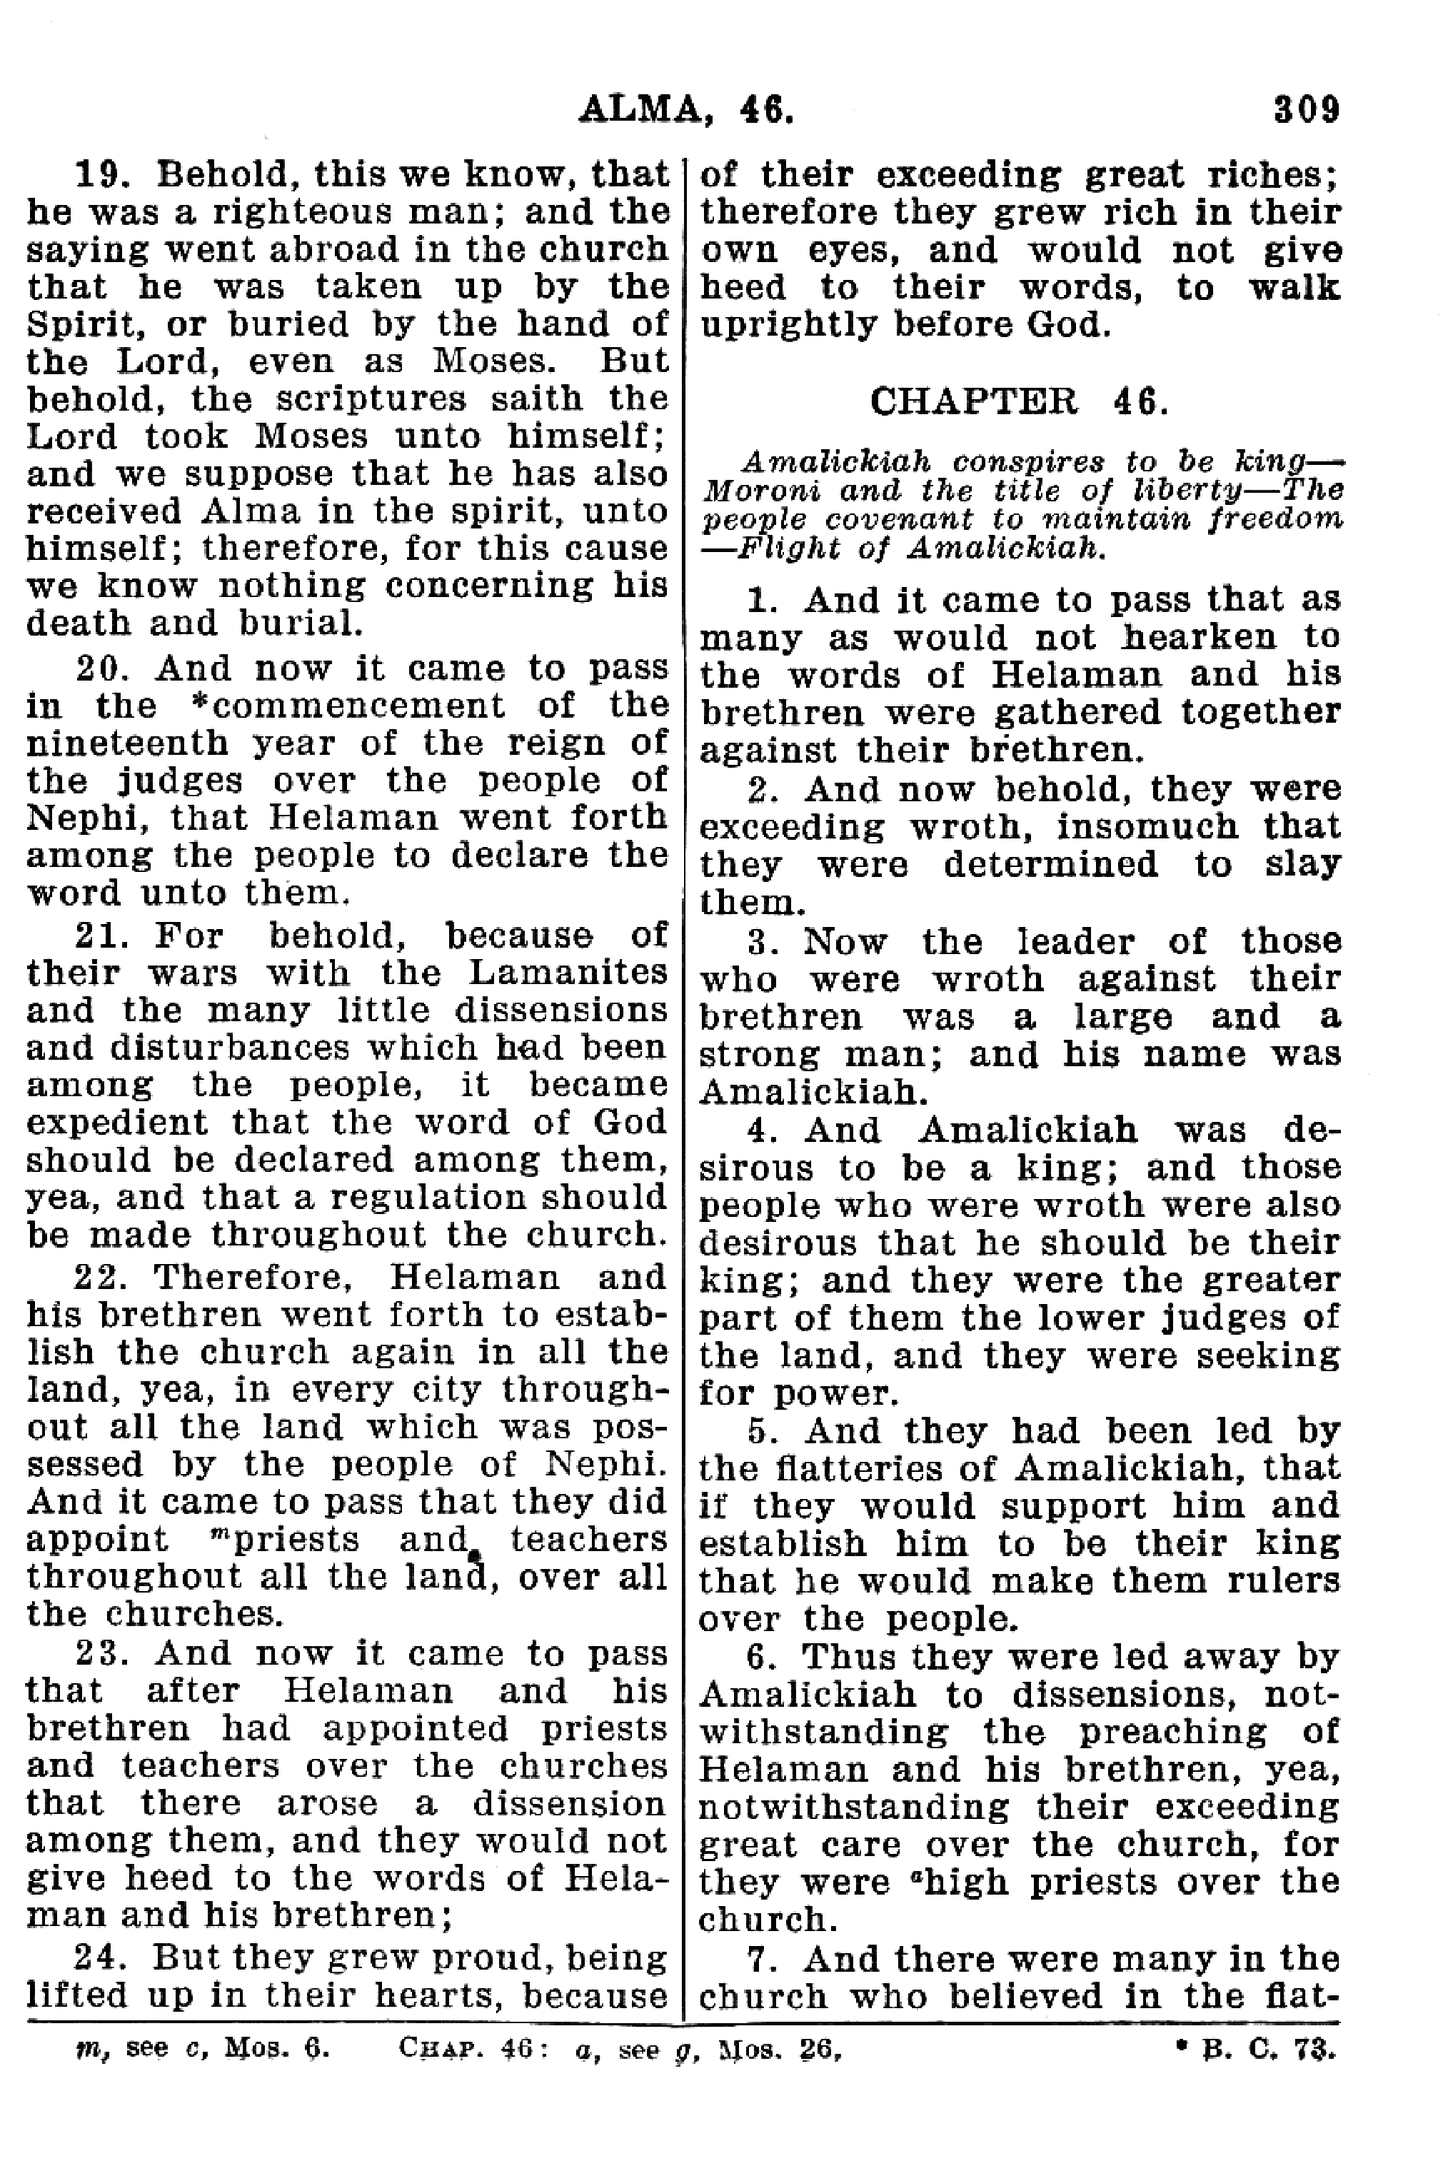 ALMA, 46.
309
19. Behold, this we know, that
he was a righteous man; and the
saying went abroad in the church
that he was taken up by the
Spirit, or buried by the hand of
the Lord, even as Moses. But
behold, the scriptures saith the
Lord took Moses unto himself;
and we suppose that he has also
received Alma in the spirit, unto
himself; therefore, for this cause
we know nothing concerning his
death and burial.
20. And now it came to pass
in the *commencement of the
nineteenth year of the reign of
the judges over the people of
Nephi, that Helaman went forth
among the people to declare the
word unto them.
21. For behold, because of
their wars with the Lamanites
and the many little dissensions
and disturbances which had been
among the people, it became
expedient that the word of God
should be declared among them,
yea, and that a regulation should
be made throughout the church.
22. Therefore, Helaman and
his brethren went forth to estab-
lish the church again in all the
land, yea, in every city through-
out all the land which was pos-
sessed by the people of Nephi.
And it came to pass that they did
appoint ᵐpriests and teachers
throughout all the land, over all
the churches.
23. And now it came to pass
that after Helaman and his
brethren had appointed priests
and teachers over the churches
that there arose a dissension
among them, and they would not
give heed to the words of Hela-
man and his brethren;
24. But they grew proud, being
lifted up in their hearts, because
of their exceeding great riches;
therefore they grew rich in their
own eyes, and would not give
heed to their words, to walk
uprightly before God.
CHAPTER 46.
Amalickiah conspires to be king—
Moroni and the title of liberty—The
people covenant to maintain freedom
—Flight of Amalickiah.
1. And it came to pass that as
many as would not hearken to
the words of Helaman and his
brethren were gathered together
against their brethren.
2. And now behold, they were
exceeding wroth, insomuch that
they were determined to slay
them.
3. Now the leader of those
who were wroth against their
brethren was a large and a
strong man; and his name was
Amalickiah.
4. And Amalickiah was de-
sirous to be a king; and those
people who were wroth were also
desirous that he should be their
king; and they were the greater
part of them the lower judges of
the land, and they were seeking
for power.
5. And they had been led by
the flatteries of Amalickiah, that
if they would support him and
establish him to be their king
that he would make them rulers
over the people.
6. Thus they were led away by
Amalickiah to dissensions, not-
withstanding the preaching of
Helaman and his brethren, yea,
notwithstanding their exceeding
great care over the church, for
they were ᵃhigh priests over the
church.
7. And there were many in the
church who believed in the flat-
m, see c, Mos. 6. CHAP. 46: a, see g, Mos. 26, * B. C. 73.